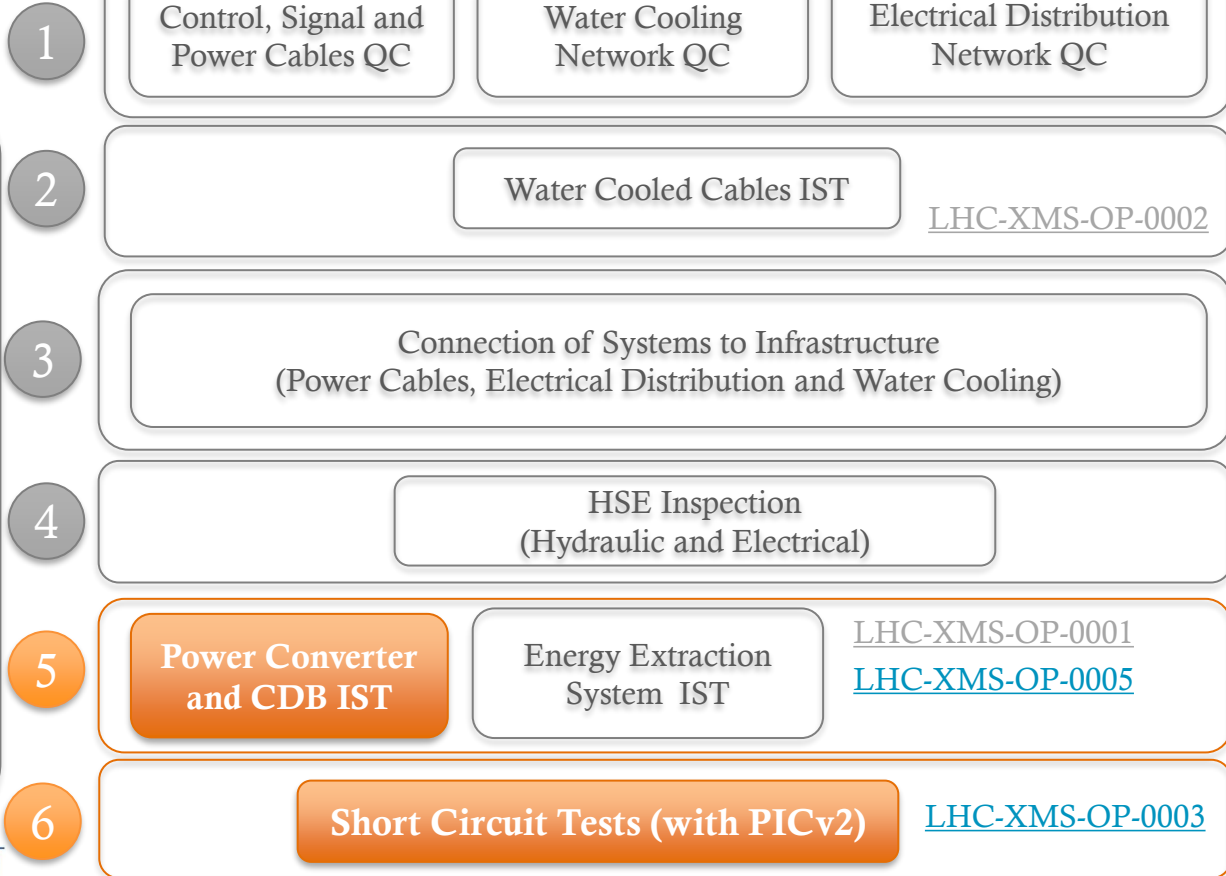 1
Control, Signal and
Power Cables QC
Water Cooling
Network QC
Electrical Distribution
Network QC
2
Water Cooled Cables IST
LHC-XMS-OP-0002
3
Connection of Systems to Infrastructure
(Power Cables, Electrical Distribution and Water Cooling)
4
HSE Inspection
(Hydraulic and Electrical)
5
Power Converter
and CDB IST
Energy Extraction
System IST
LHC-XMS-OP-0001
LHC-XMS-OP-0005
6
Short Circuit Tests (with PICv2)
LHC-XMS-OP-0003